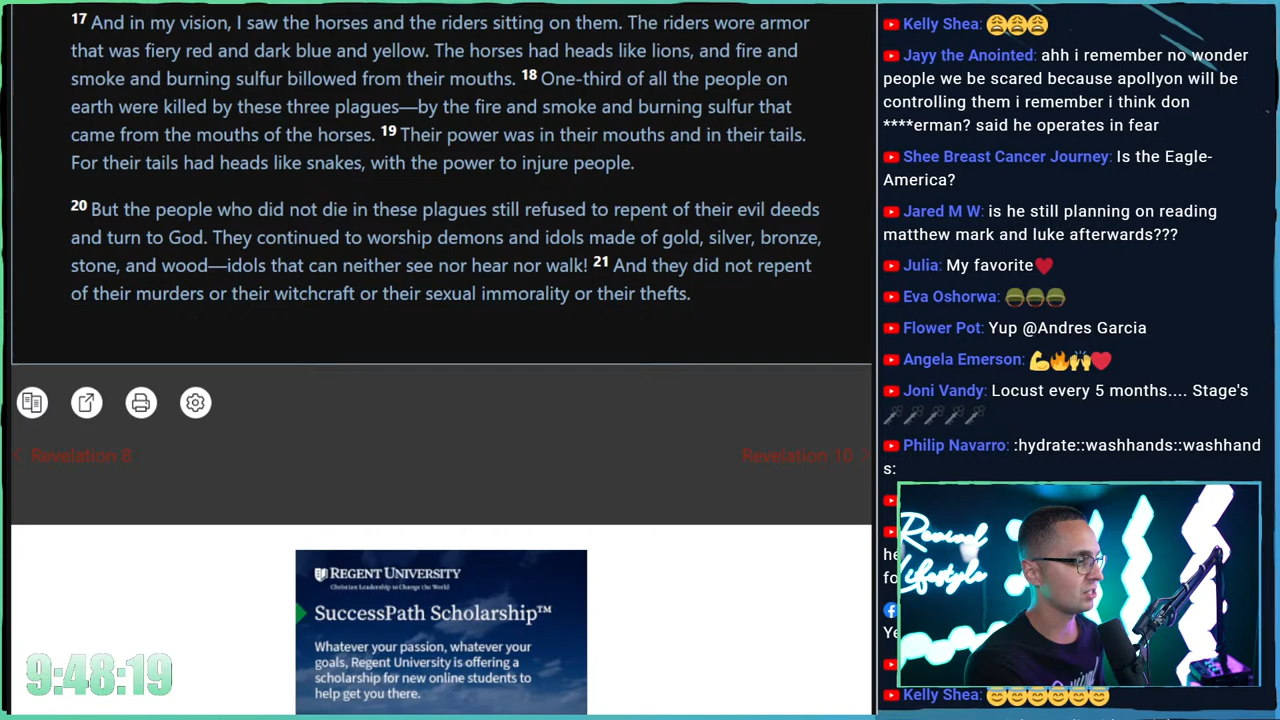 17 And in my vision, I saw the horses and the riders sitting on them. The riders wore armor
that was fiery red and dark blue and yellow. The horses had heads like lions, and fire and
smoke and burning sulfur billowed from their mouths. 18 One-third of all the people on
earth were killed by these three plagues—by the fire and smoke and burning sulfur that
came from the mouths of the horses. 19 Their power was in their mouths and in their tails.
For their tails had heads like snakes, with the power to injure people.
20 But the people who did not die in these plagues still refused to repent of their evil deeds
and turn to God. They continued to worship demons and idols made of gold, silver, bronze,
stone, and wood—idols that can neither see nor hear nor walk! 21 And they did not repent
of their murders or their witchcraft or their sexual immorality or their thefts.
< Revelation 8
Revelation 10 >
REGENT UNIVERSITY
Christian Leadership to Change the World
SuccessPath Scholarship™
Whatever your passion, whatever your
goals, Regent University is offering a
scholarship for new online students to
help get you there.
9:48:19
Kelly Shea: 😩😩😩
Jayy the Anointed: ahh i remember no wonder
people we be scared because apollyon will be
controlling them i remember i think don
****erman? said he operates in fear
Shee Breast Cancer Journey: Is the Eagle-
America?
Jared M W: is he still planning on reading
matthew mark and luke afterwards???
Julia: My favorite♥
Eva Oshorwa:
Flower Pot: Yup @Andres Garcia
Angela Emerson: 💪🔥🙌♥
Joni Vandy: Locust every 5 months.... Stage's
Philip Navarro: :hydrate::washhands::washhand
s:
he
fo
Ye
Revival
Lifestyle
Kelly Shea: 😊😊😊😊😊😊